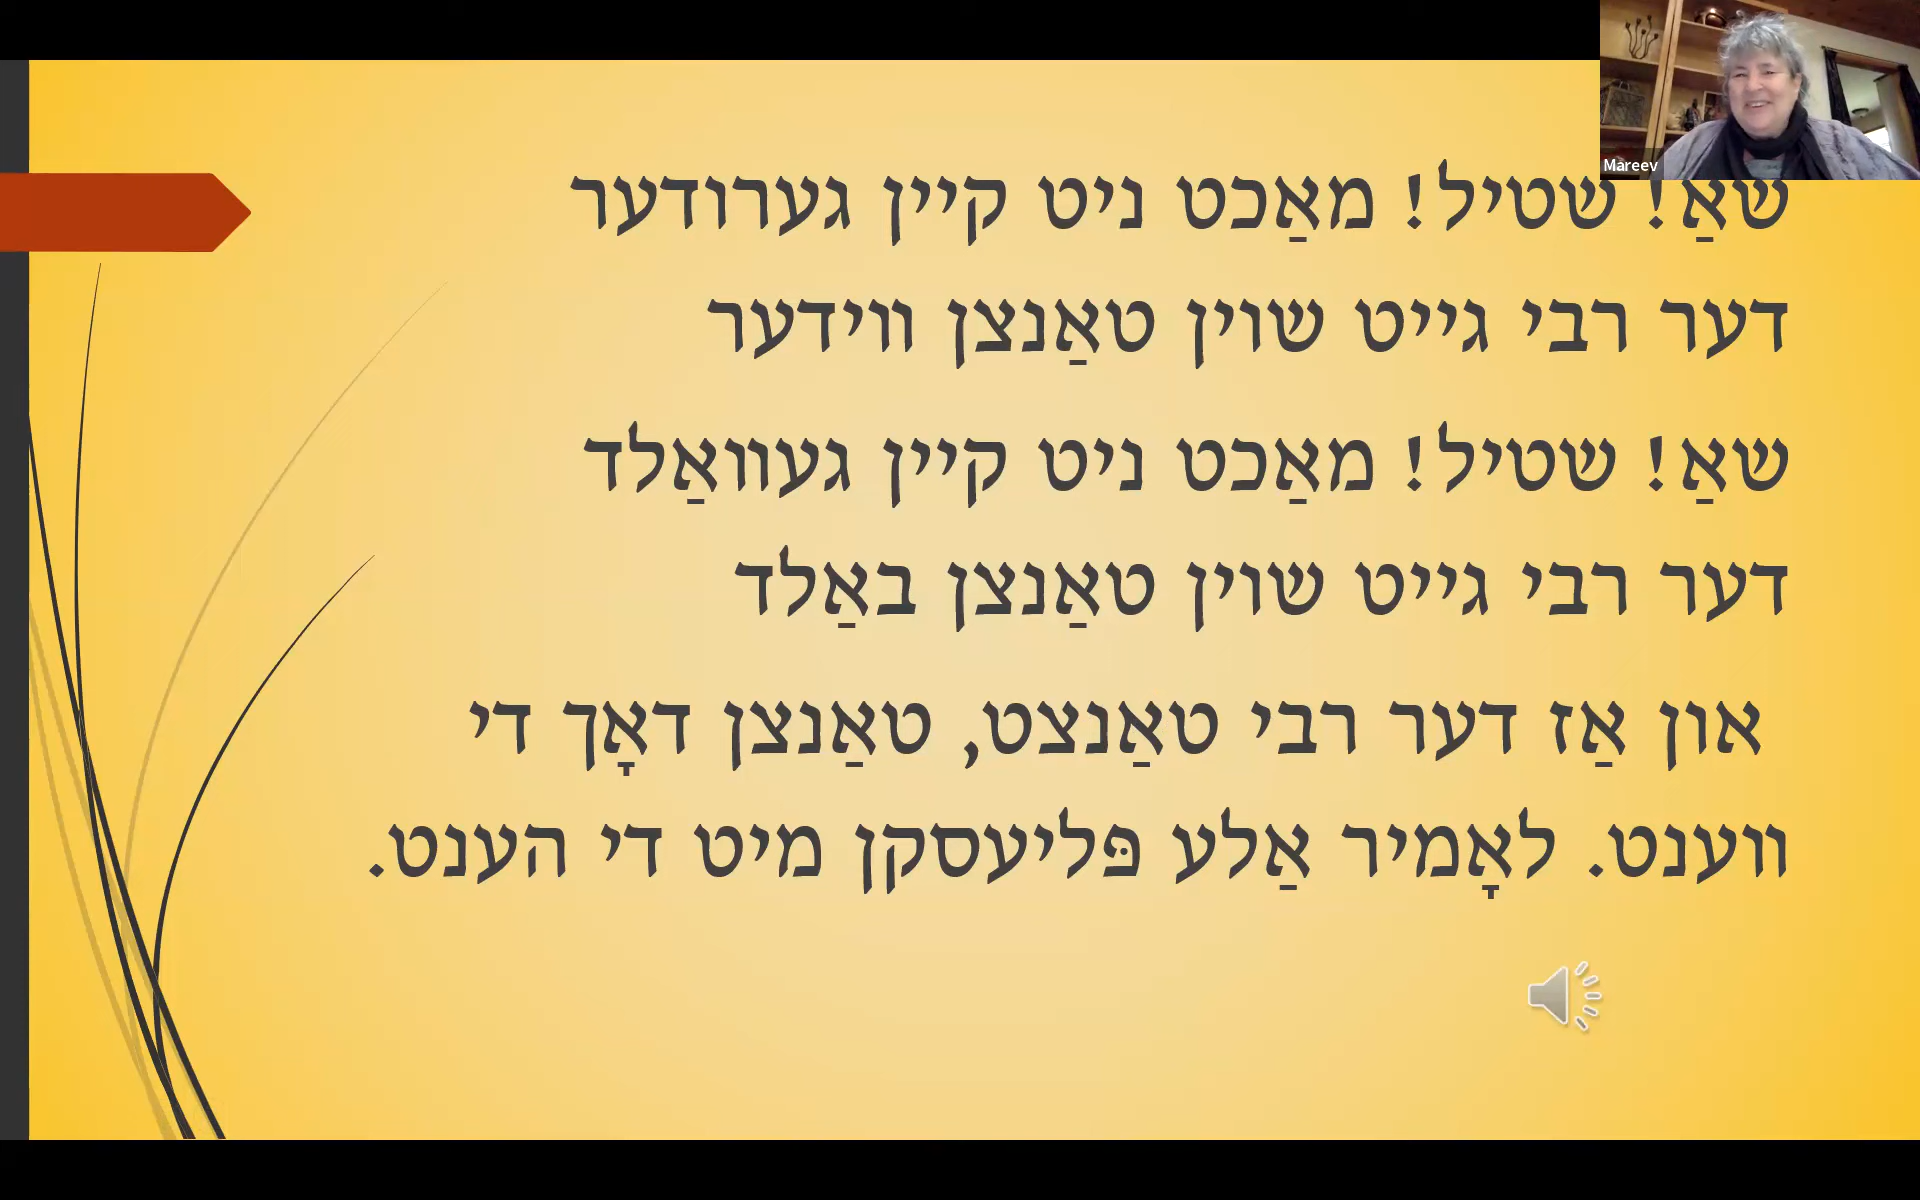 Mareev
שאַ! שטיל! מאַכט ניט קיין גערודער
דער רבי גייט שוין טאַנצן ווידער
שאַ! שטיל! מאַכט ניט קיין געוואַלד
דער רבי גייט שוין טאַנצן באַלד
און אַז דער רבי טאַנצט, טאַנצן דאָך די
ווענט. לאָמיר אַלע פּליעסקן מיט די הענט.